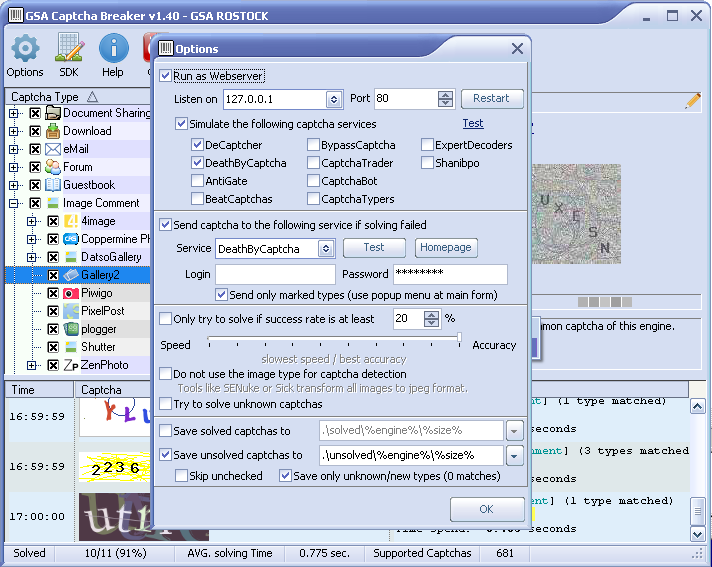 GSA Captcha Breaker v1.40 - GSA ROSTOCK
Options
SDK
Help
Captcha Type
Document Sharing
Download
eMail
Forum
Guestbook
Image Comment
4image
Coppermine Ph
DatsoGallery
Gallery2
Piwigo
PixelPost
plogger
Shutter
ZenPhoto
Options
Run as Webserver
Listen on 127.0.0.1 Port 80 Restart
Simulate the following captcha services Test
DeCaptcher BypassCaptcha ExpertDecoders
DeathByCaptcha CaptchaTrader Shanibpo
AntiGate CaptchaBot
BeatCaptchas CaptchaTypers
Send captcha to the following service if solving failed
Service DeathByCaptcha Test Homepage
Login Password ********
Send only marked types (use popup menu at main form)
Only try to solve if success rate is at least 20 %
Speed Accuracy
slowest speed / best accuracy
Do not use the image type for captcha detection
Tools like SENuke or Sick transform all images to jpeg format.
Try to solve unknown captchas
Save solved captchas to .\solved\%engine%\%size%
Save unsolved captchas to .\unsolved\%engine%\%size%
Skip unchecked Save only unknown/new types (0 matches)
OK
U X E S N
mon captcha of this engine.
Time Captcha
16:59:59
16:59:59 2236
17:00:00
ent] (1 type matched)
seconds
ment] (3 types matched
seconds
ment] (1 type matched)
seconds
Solved 10/11 (91%) AVG. solving Time 0.775 sec. Supported Captchas 681